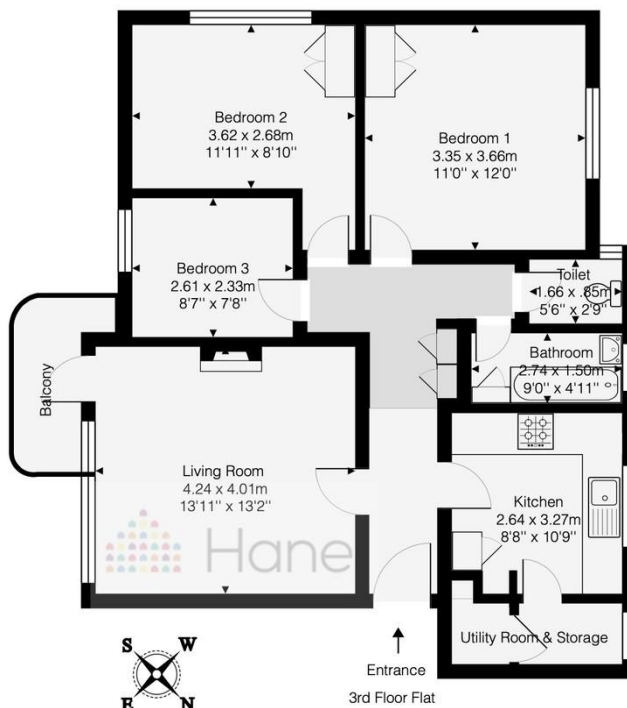 Bedroom 2
3.62 x 2.68m
11'11" x 8'10"
Bedroom 1
3.35 x 3.66m
11'0" x 12'0"
Bedroom 3
2.61 x 2.33m
8'7" x 7'8"
Toilet
1.66 x .85m
5'6" x 2'9"
Bathroom
2.74 x 1.50m
9'0" x 4'11"
Balcony
Living Room
4.24 x 4.01m
13'11" x 13'2"
Kitchen
2.64 x 3.27m
8'8" x 10'9"
Hane
Utility Room & Storage
S W
E N
Entrance
3rd Floor Flat